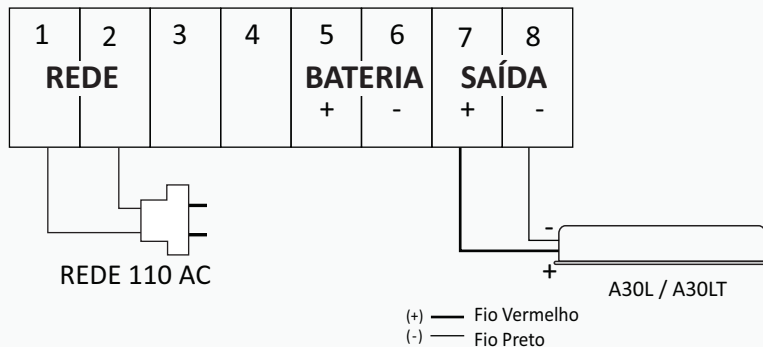 1 2 3 4 5 6 7 8
REDE BATERIA SAÍDA
+ - + -
-
+
REDE 110 AC
A30L / A30LT
(+) Fio Vermelho
(-) Fio Preto